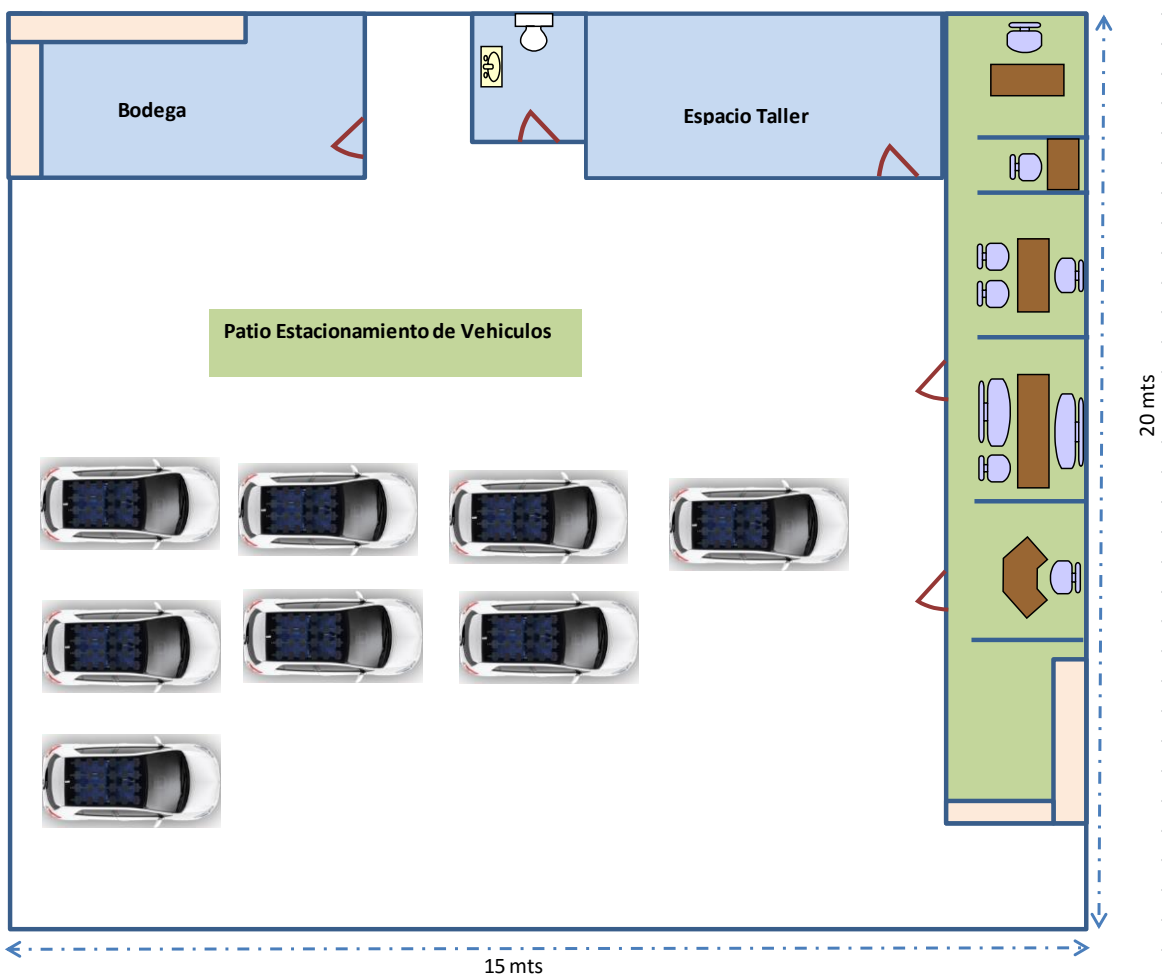 Bodega
Espacio Taller
Patio Estacionamiento de Vehiculos
20 mts
15 mts